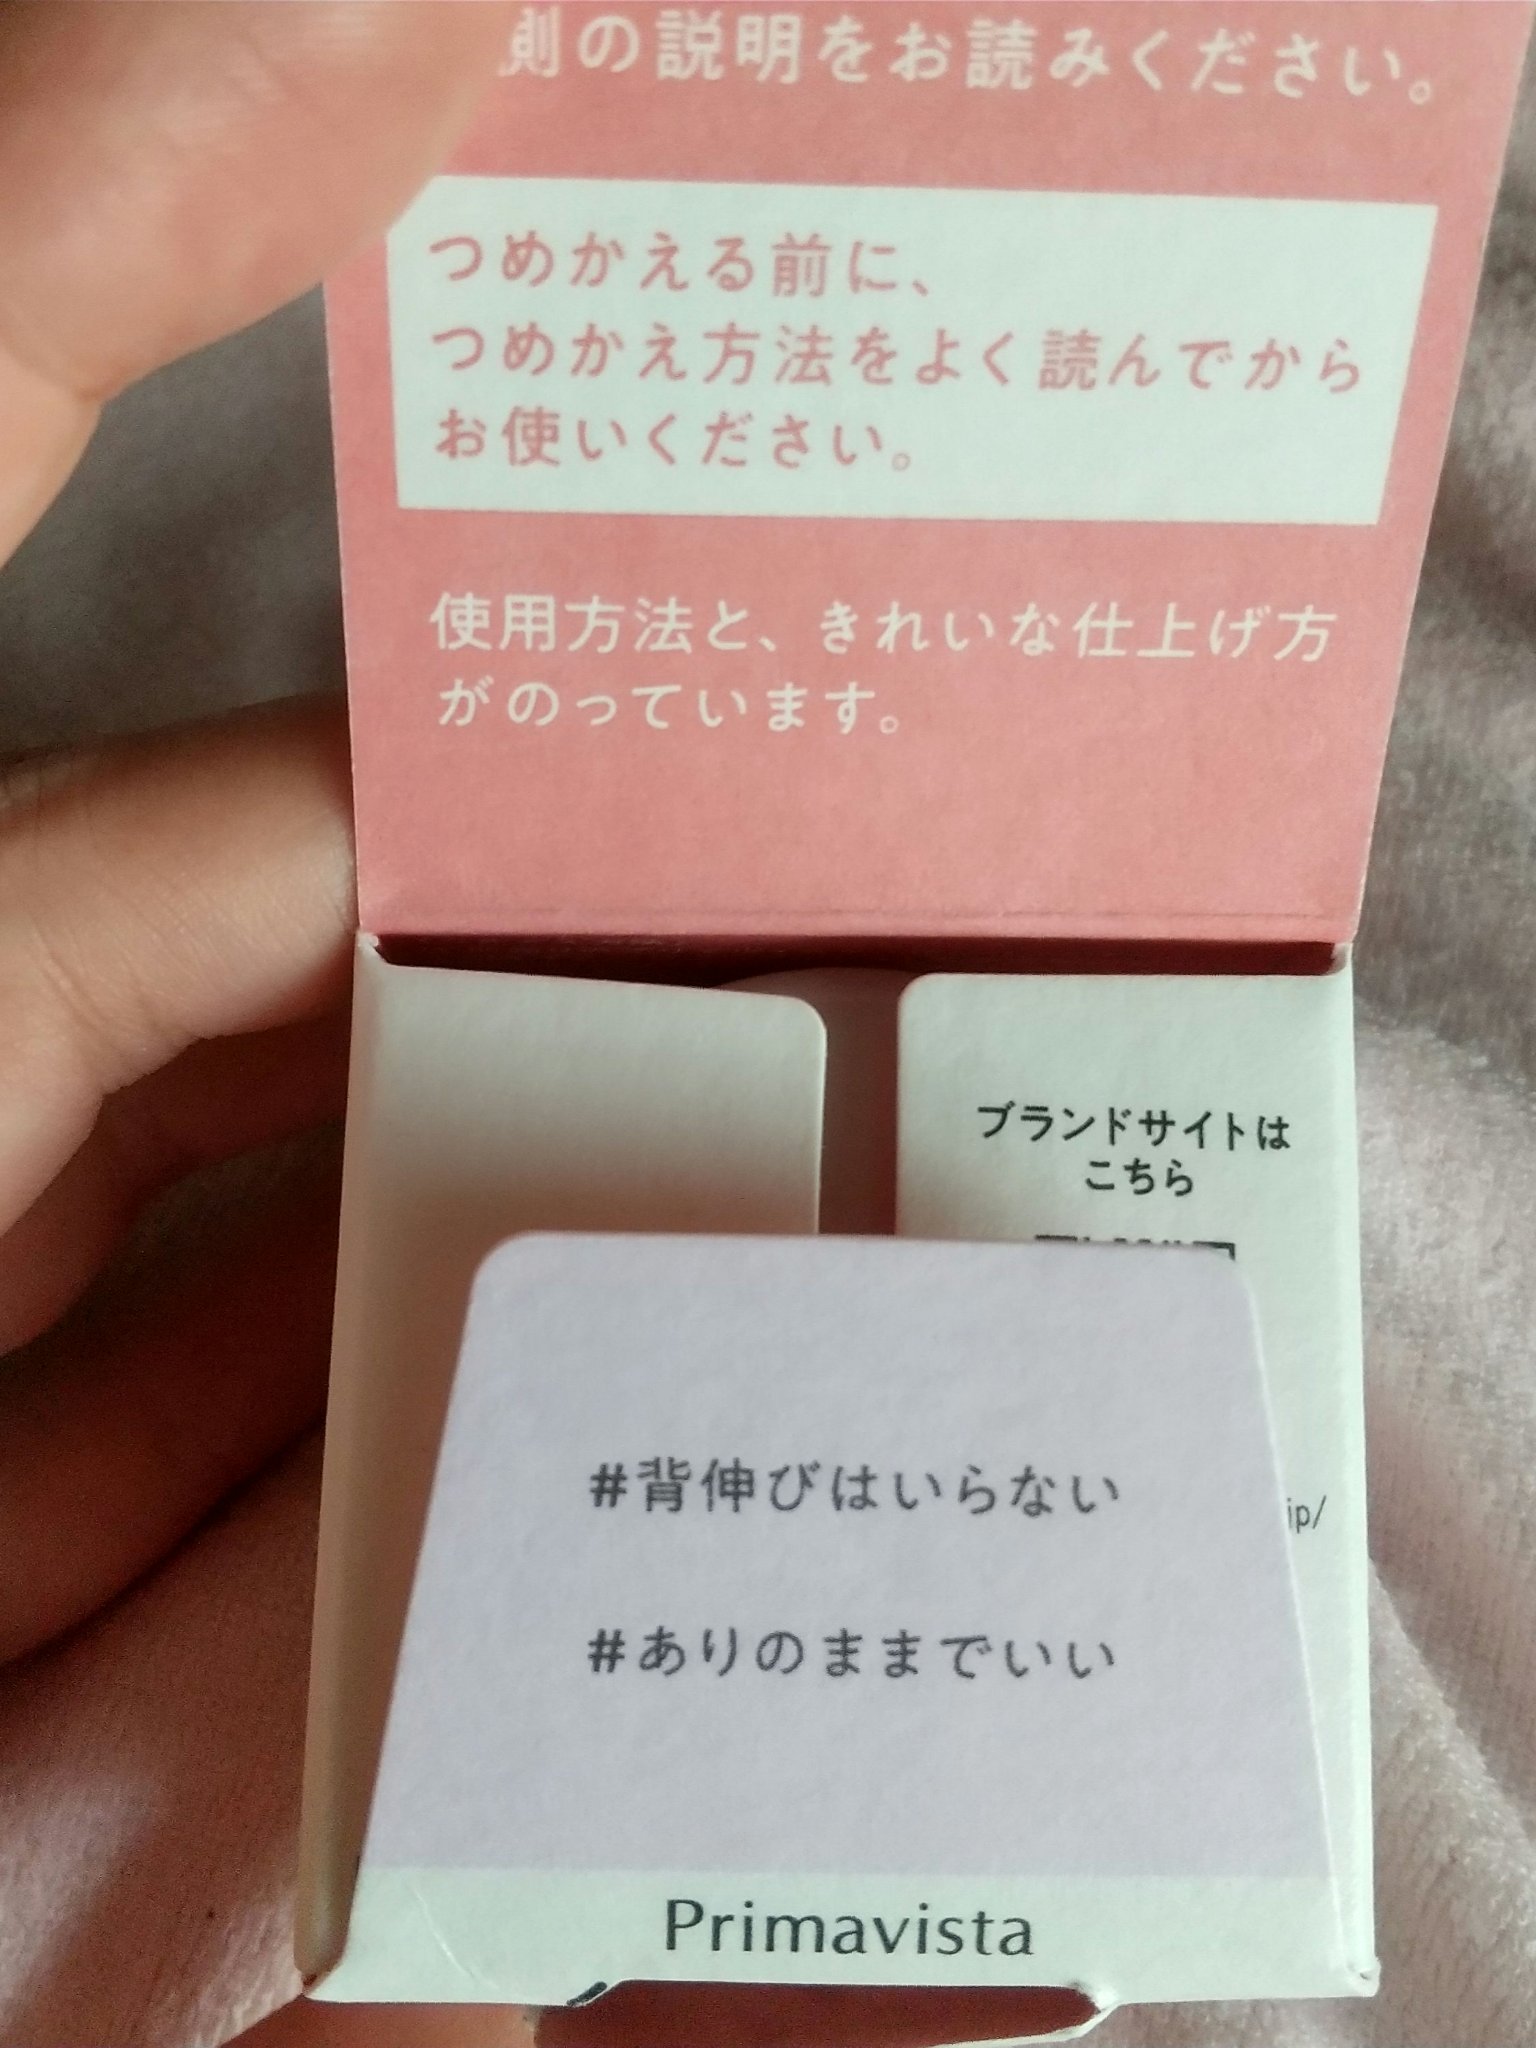 側の説明をお読みください。
つめかえる前に、
つめかえ方法をよく読んでから
お使いください。
使用方法と、きれいな仕上げ方
がのっています。
ブランドサイトは
こちら
jp/
#背伸びはいらない
#ありのままでいい
Primavista